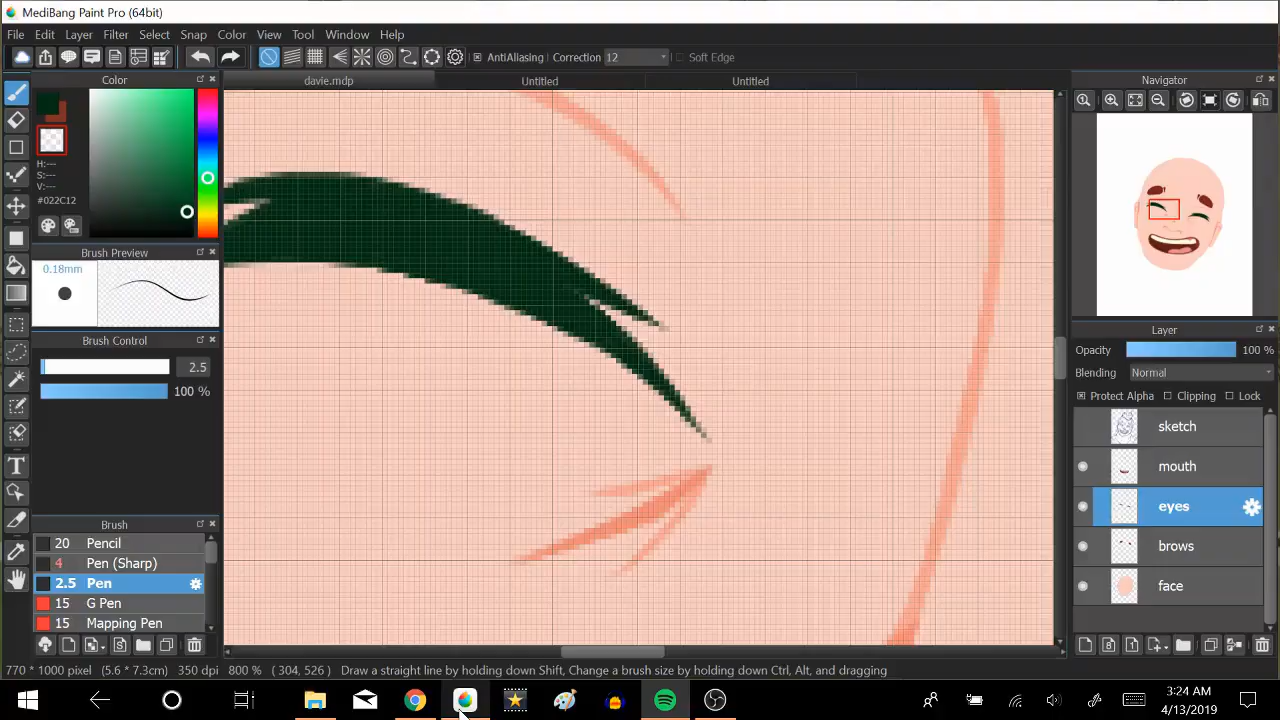 MediBang Paint Pro (64bit)
File Edit Layer Filter Select Snap Color View Tool Window Help
AntiAliasing Correction 12 Soft Edge
Color
davie.mdp Untitled Untitled
Navigator
H:---
S:---
V:---
#022C12
Brush Preview
0.18mm
Brush Control
2.5
100 %
Brush
20 Pencil
4 Pen (Sharp)
2.5 Pen
15 G Pen
15 Mapping Pen
Layer
Opacity 100 %
Blending Normal
Protect Alpha Clipping Lock
sketch
mouth
eyes
brows
face
770 * 1000 pixel (5.6 * 7.3cm) 350 dpi 800 % ( 304, 526 ) Draw a straight line by holding down Shift, Change a brush size by holding down Ctrl, Alt, and dragging
3:24 AM
4/13/2019